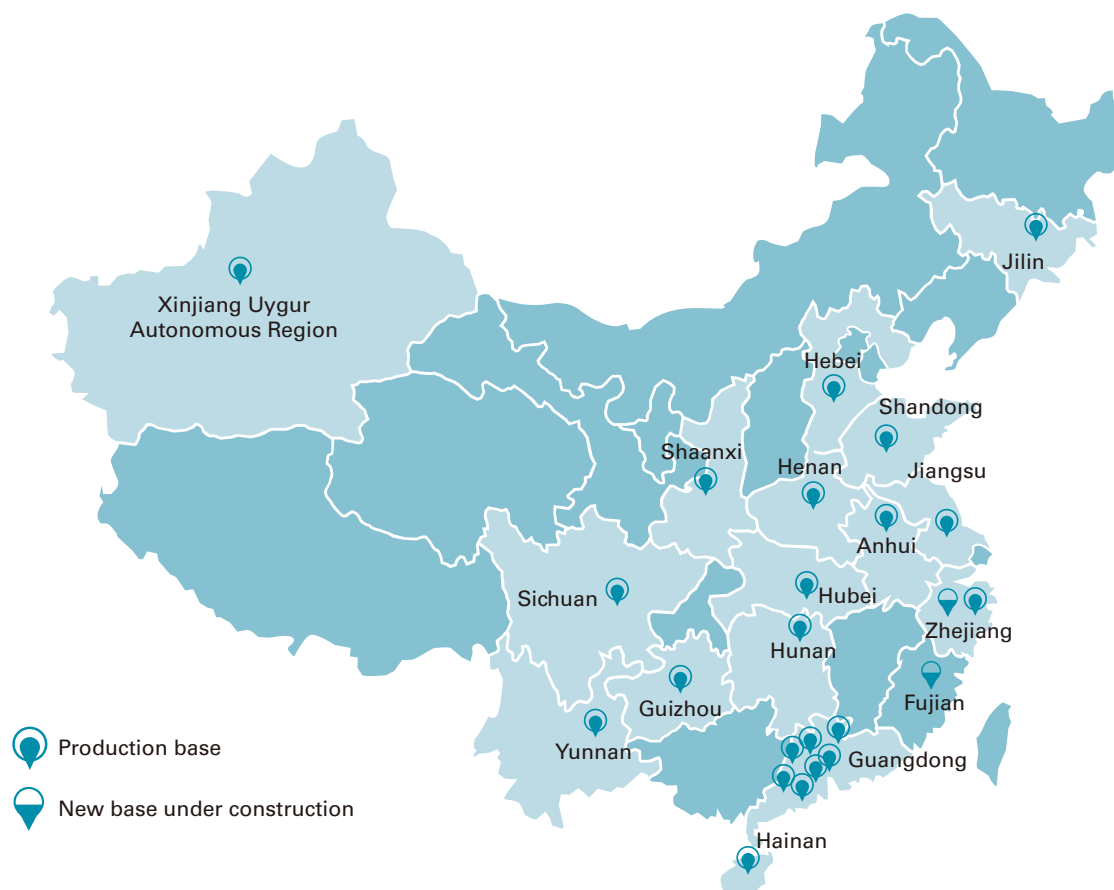 Jilin
Xinjiang Uygur
Autonomous Region
Hebei
Shandong
Shaanxi
Henan
Jiangsu
Anhui
Sichuan
Hubei
Zhejiang
Hunan
Guizhou
Fujian
Yunnan
Guangdong
Hainan
Production base
New base under construction